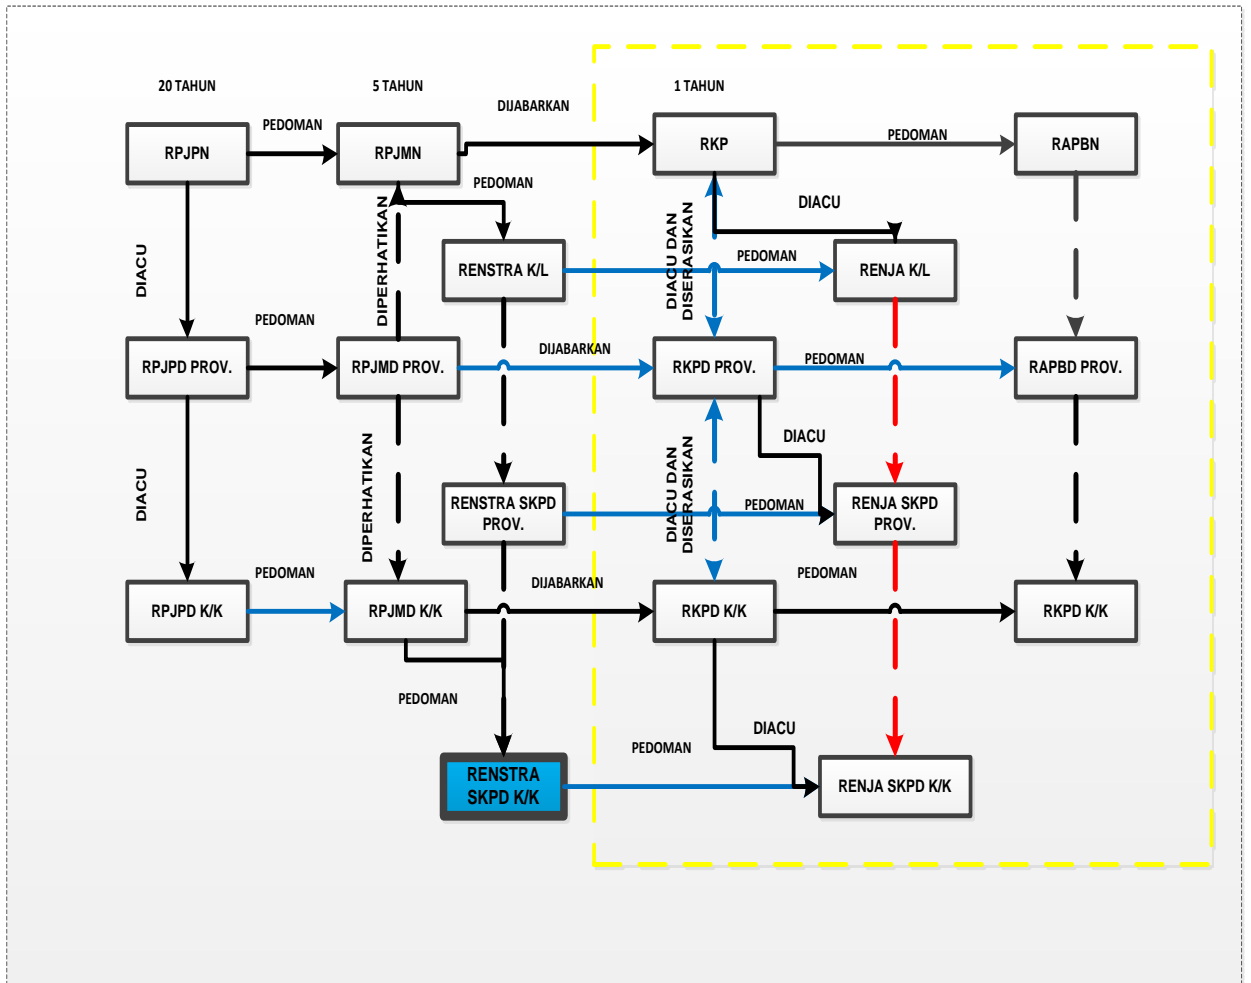 20 TAHUN
5 TAHUN
1 TAHUN
DIJABARKAN
PEDOMAN
PEDOMAN
RPJPN
RPJMN
RKP
RAPBN
PEDOMAN
DIACU
DIACU
DIPERHATIKAN
DIACU DAN
DISERASIKAN
PEDOMAN
RENSTRA K/L
RENJA K/L
PEDOMAN
DIJABARKAN
PEDOMAN
RPJPD PROV.
RPJMD PROV.
RKPD PROV.
RAPBD PROV.
DIACU
DIACU
DIPERHATIKAN
DIACU DAN
DISERASIKAN
RENSTRA SKPD
PROV.
PEDOMAN
RENJA SKPD
PROV.
PEDOMAN
DIJABARKAN
PEDOMAN
RPJPD K/K
RPJMD K/K
RKPD K/K
RKPD K/K
PEDOMAN
DIACU
PEDOMAN
RENSTRA
SKPD K/K
RENJA SKPD K/K